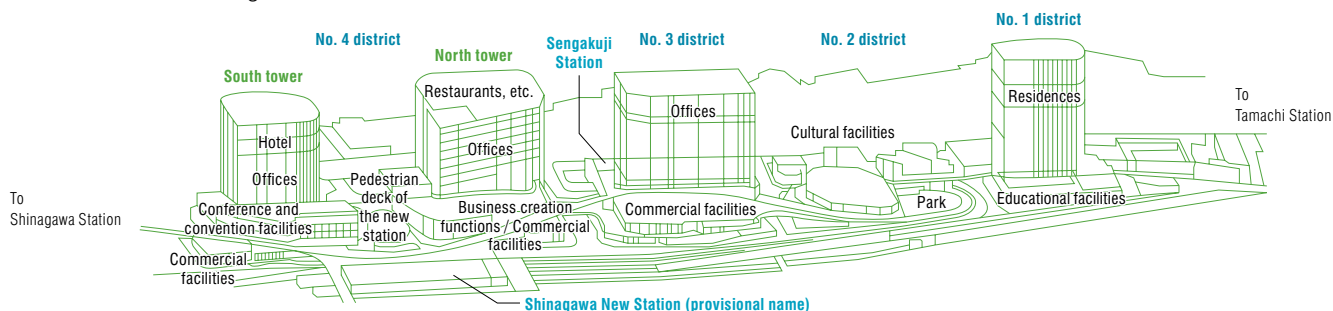 No. 1 district
No. 4 district
North tower
Sengakuji
Station
No. 3 district
No. 2 district
South tower
Restaurants, etc.
Offices
Residences
To
Tamachi Station
Hotel
Offices
Cultural facilities
Offices
Pedestrian
deck of
the new
station
To
Shinagawa Station
Conference and
convention facilities
Business creation
functions / Commercial
facilities
Commercial facilities
Park
Educational facilities
Commercial
facilities
Shinagawa New Station (provisional name)